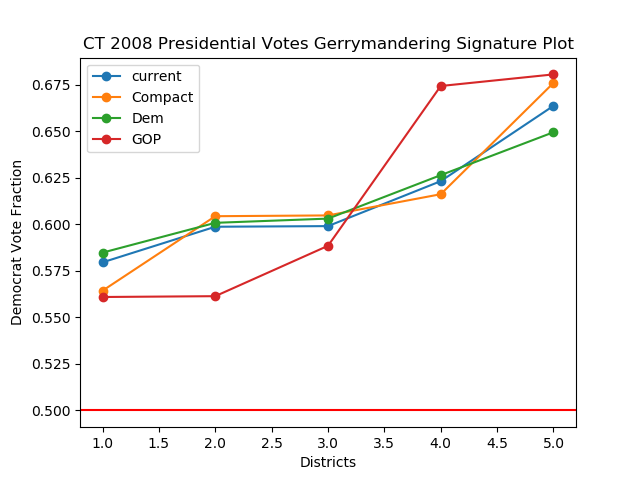 CT 2008 Presidential Votes Gerrymandering Signature Plot
current
Compact
Dem
GOP
Democrat Vote Fraction
0.675
0.650
0.625
0.600
0.575
0.550
0.525
0.500
1.0 1.5 2.0 2.5 3.0 3.5 4.0 4.5 5.0
Districts